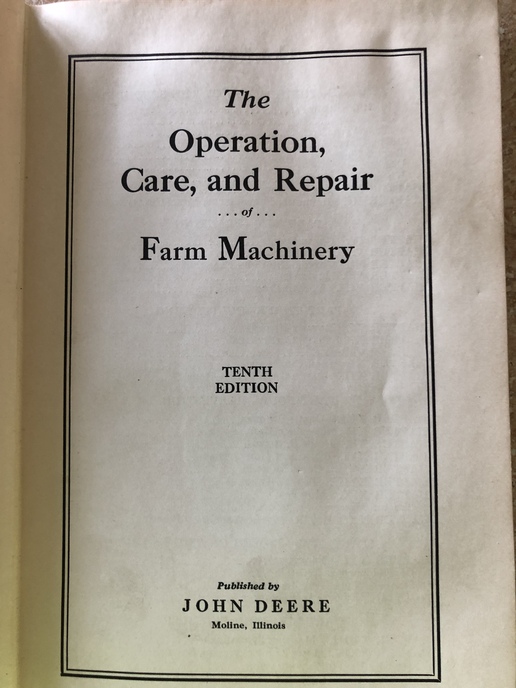 The
Operation,
Care, and Repair
...of...
Farm Machinery
TENTH
EDITION
Published by
JOHN DEERE
Moline, Illinois